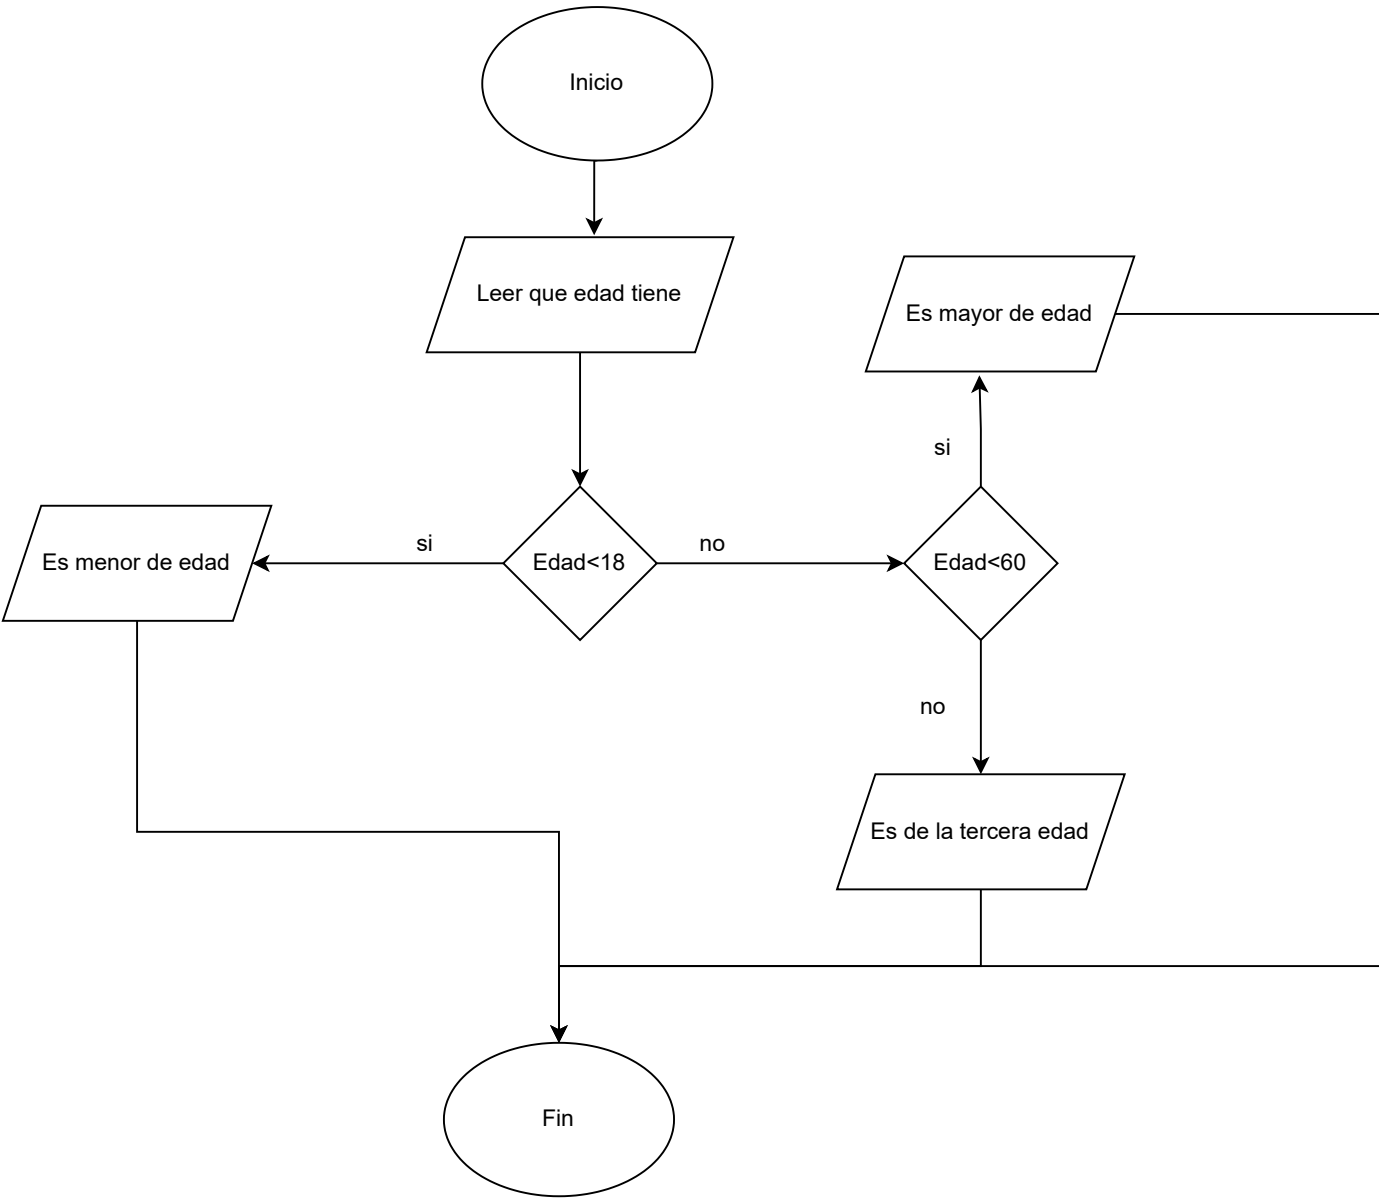 Inicio
Leer que edad tiene
Es mayor de edad
si
Es menor de edad
si
Edad<18
no
Edad<60
no
Es de la tercera edad
Fin